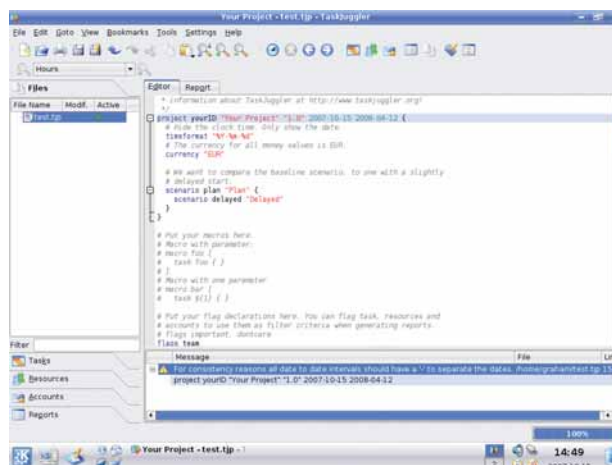 Your Project - test.tjp - TaskJuggler
File Edit Goto View Bookmarks Tools Settings Help
Hours
Files
Editor Report
File Name Modif. Active
test.tjp
* information about TaskJuggler at http://www.taskjuggler.org!
*/
project yourID "Your Project" "1.0" 2007-10-15 2008-04-12 {
# Hide the clock time. Only show the date.
timeformat "%Y-%m-%d"
# The currency for all money values is EUR.
currency "EUR"
# We want to compare the baseline scenario, to one with a slightly
# delayed start.
scenario plan "Plan" {
scenario delayed "Delayed"
}
}
# Put your macros here.
# Macro with parameter:
# macro foo [
# task foo { }
# ]
# Macro with one parameter
# macro bar [
# task ${1} { }
# Put your flag declarations here. You can flag task, resources and
# accounts to use them as filter criteria when generating reports.
# flags important, dontcare
flags team
Filter
Tasks
Resources
Accounts
Reports
Message File Li
For consistency reasons all date to date intervals should have a '-' to separate the dates. /home/graham/test.tjp 15
project yourID "Your Project" "1.0" 2007-10-15 2008-04-12
100%
Your Project - test.tjp -
14:49